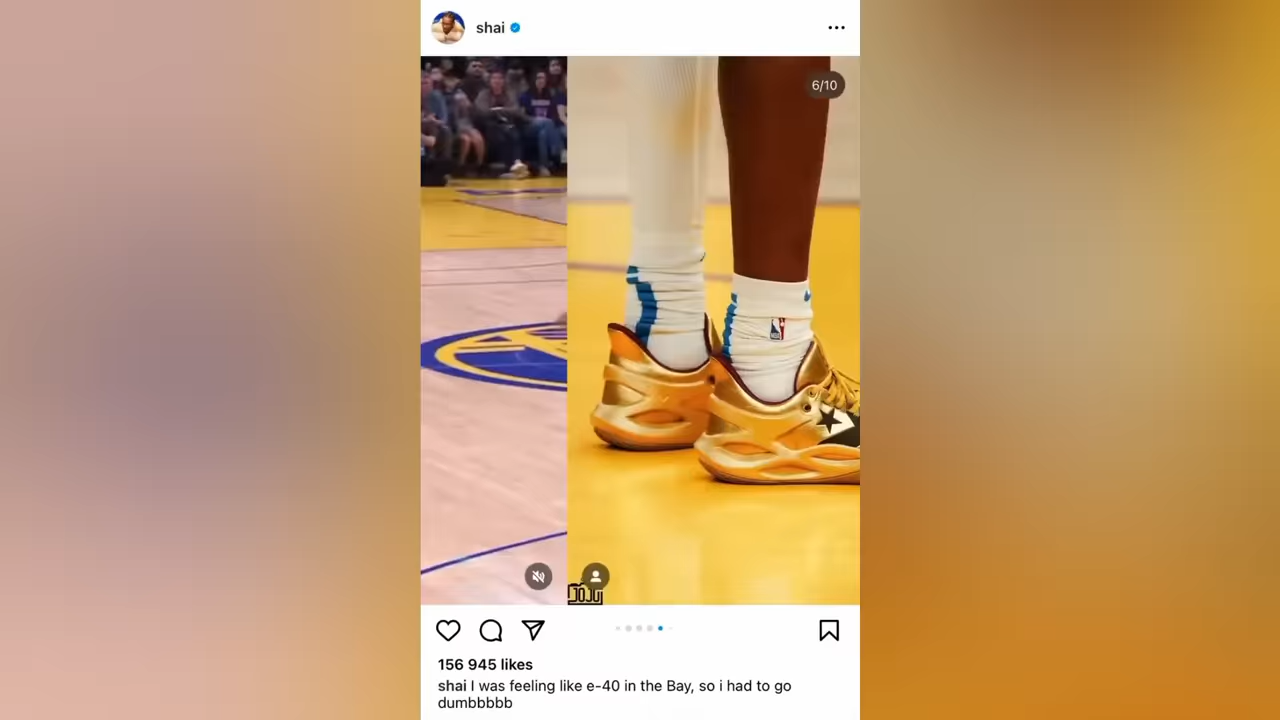 shai
6/10
JOJU
156 945 likes
shai I was feeling like e-40 in the Bay, so i had to go
dumbbbbb